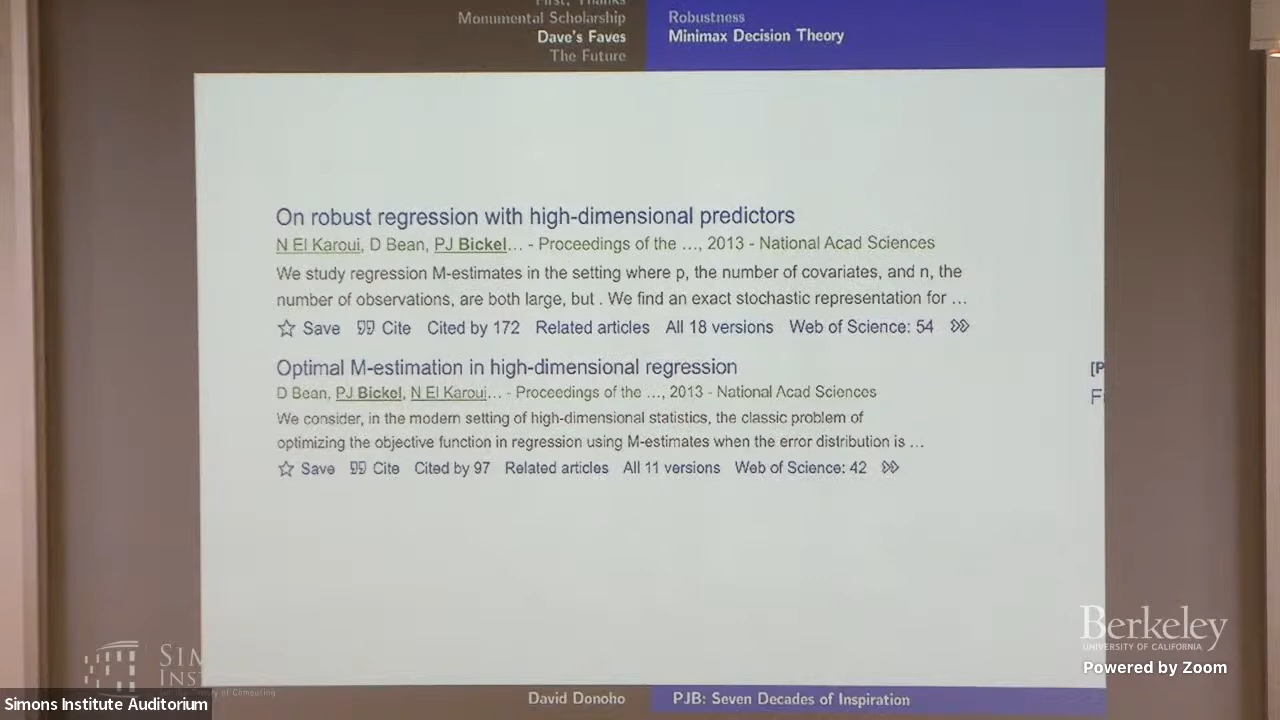 First, Thanks
Monumental Scholarship
Dave's Faves
The Future
Robustness
Minimax Decision Theory
On robust regression with high-dimensional predictors
N El Karoui, D Bean, PJ Bickel... - Proceedings of the ..., 2013 - National Acad Sciences
We study regression M-estimates in the setting where p, the number of covariates, and n, the
number of observations, are both large, but . We find an exact stochastic representation for ...
Save Cite Cited by 172 Related articles All 18 versions Web of Science: 54
Optimal M-estimation in high-dimensional regression
D Bean, PJ Bickel, N El Karoui... - Proceedings of the ..., 2013 - National Acad Sciences
We consider, in the modern setting of high-dimensional statistics, the classic problem of
optimizing the objective function in regression using M-estimates when the error distribution is ...
Save Cite Cited by 97 Related articles All 11 versions Web of Science: 42
[P
David Donoho
PJB: Seven Decades of Inspiration
Berkeley
UNIVERSITY OF CALIFORNIA
Powered by Zoom
Simons Institute Auditorium